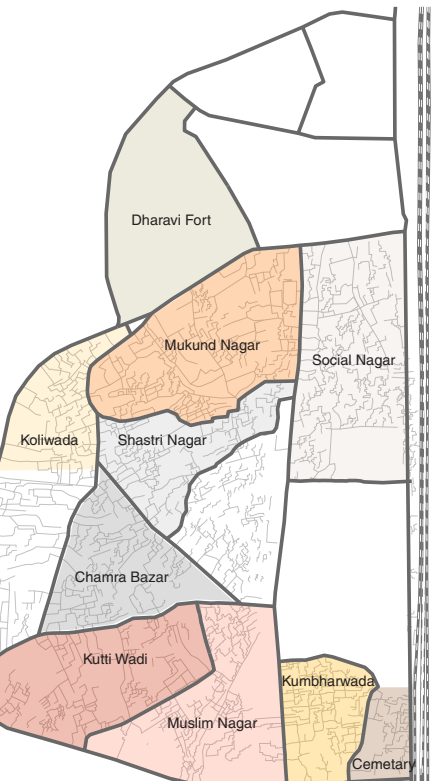 Dharavi Fort
Mukund Nagar
Social Nagar
Koliwada
Shastri Nagar
Chamra Bazar
Kutti Wadi
Kumbharwada
Muslim Nagar
Cemetary